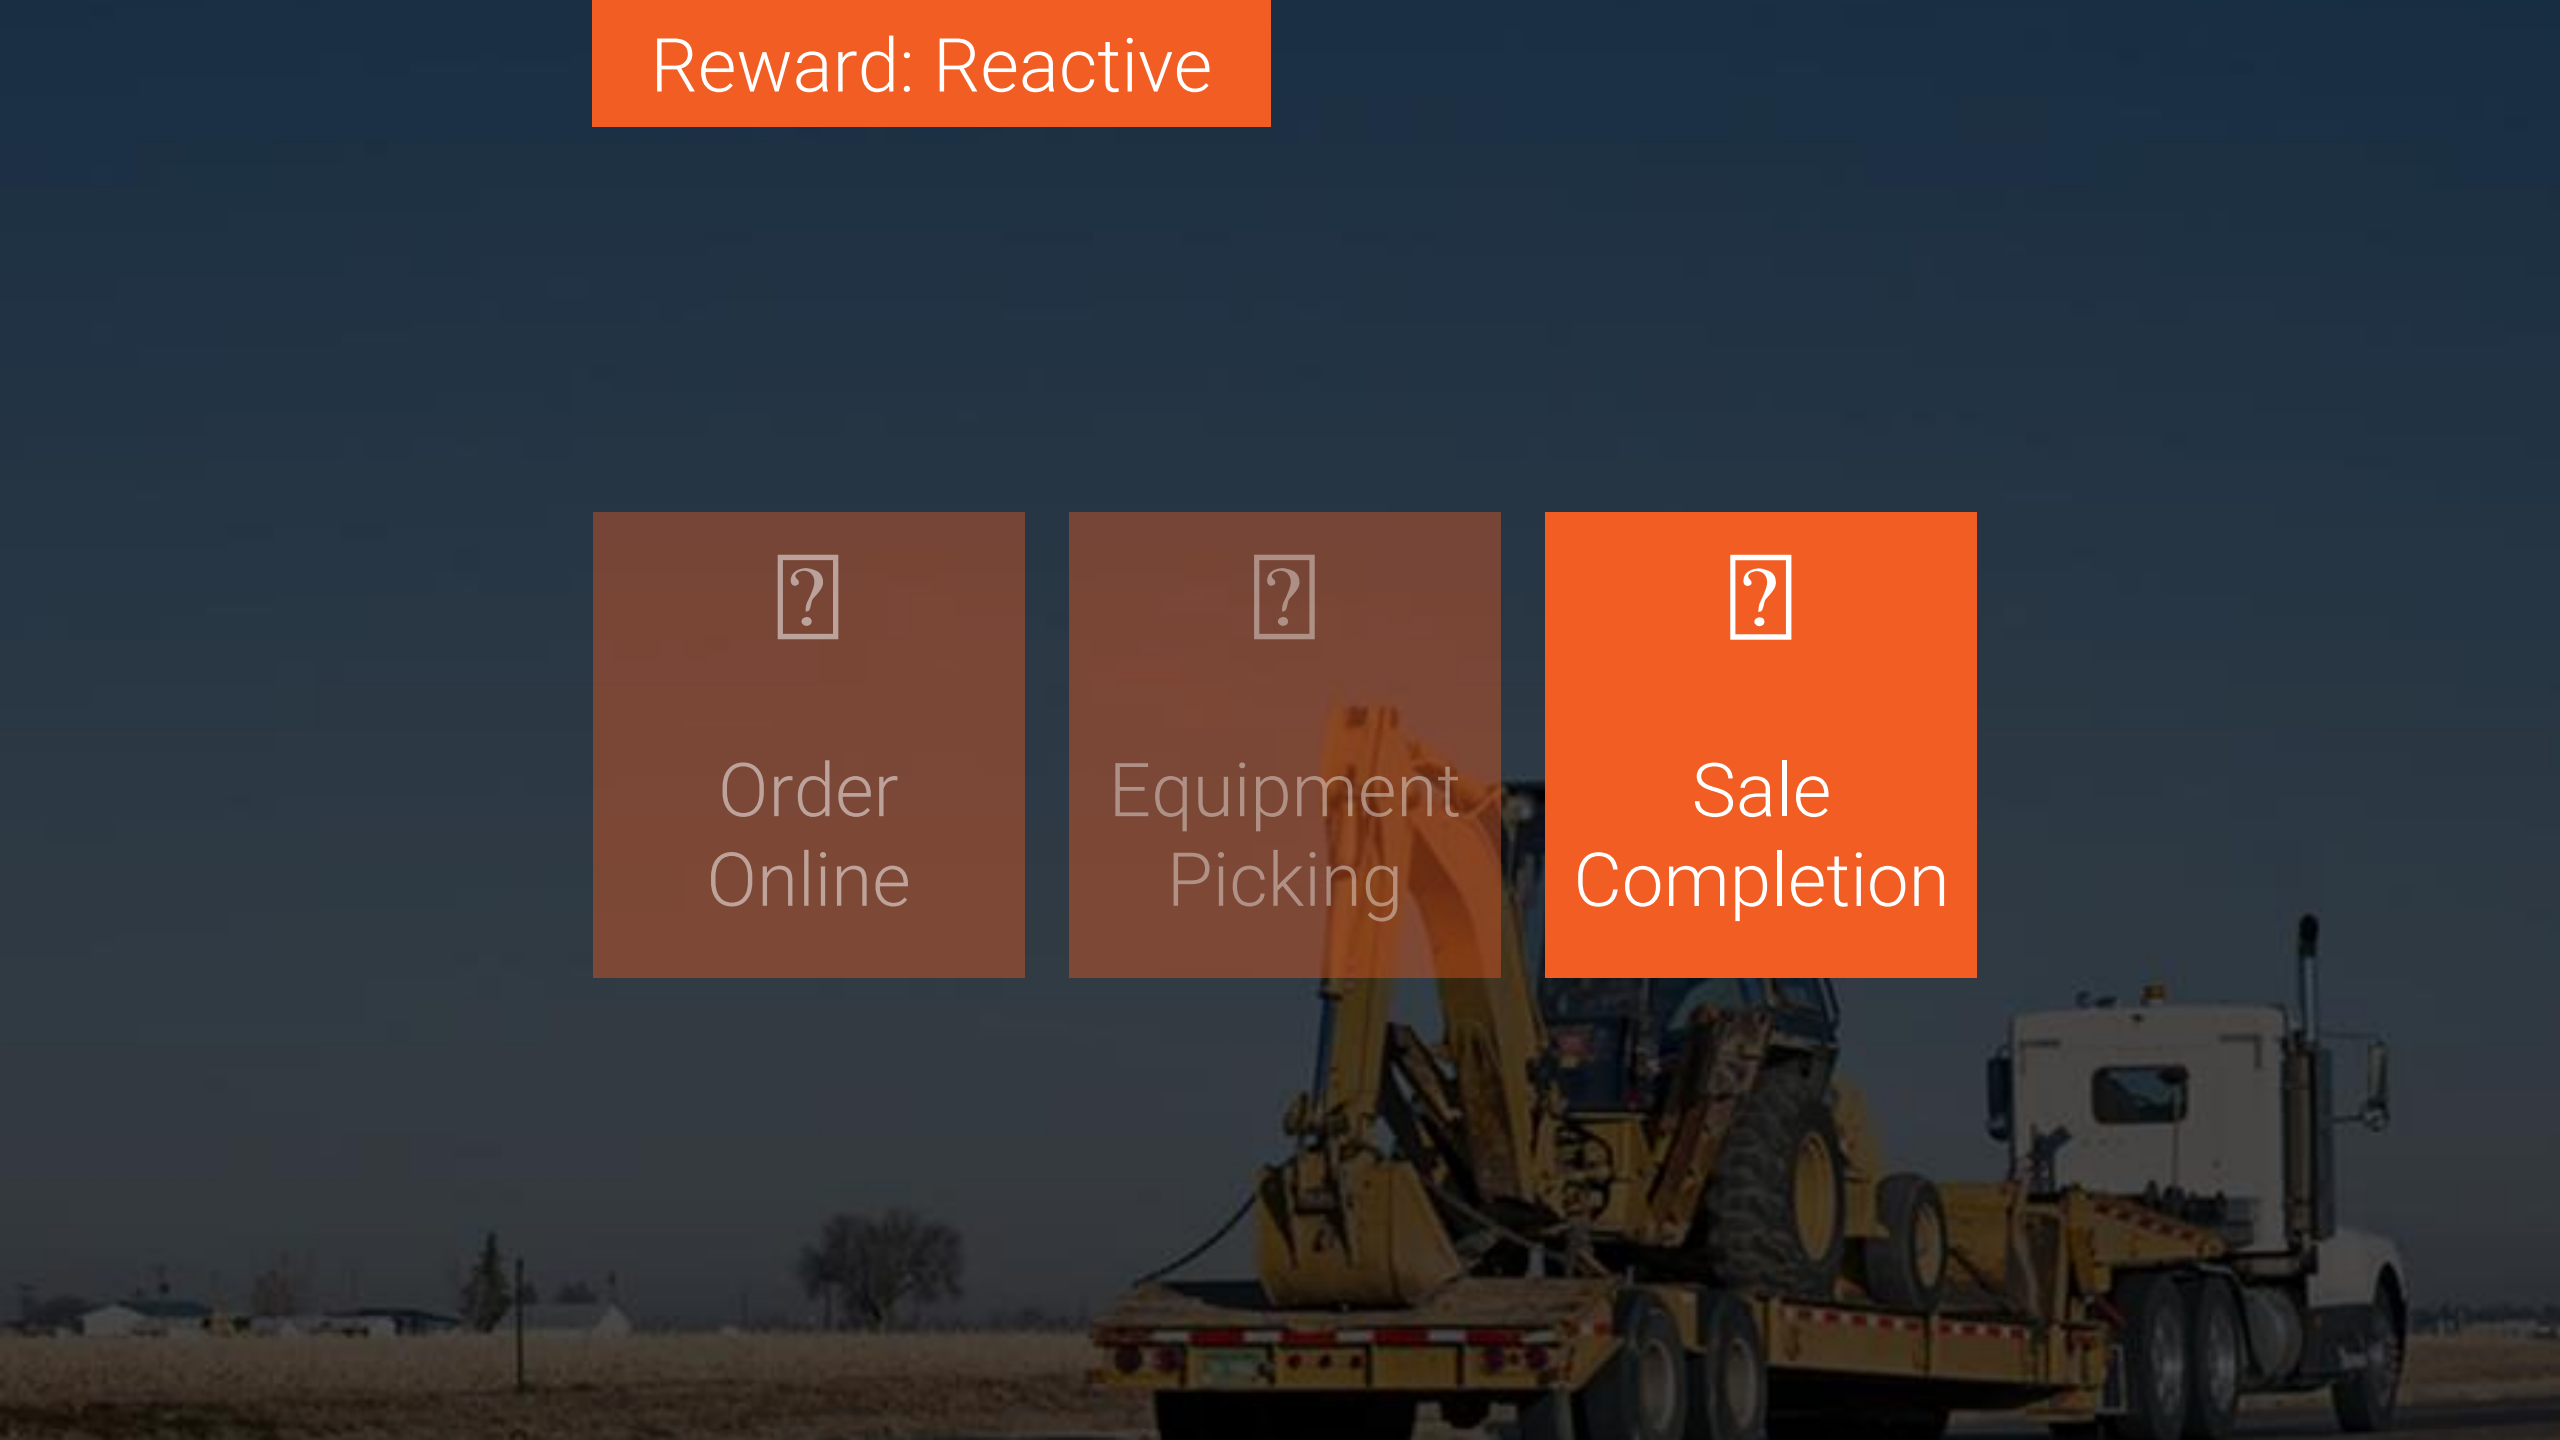 Reward: Reactive
Order
Online
Equipment
Picking
Sale
Completion